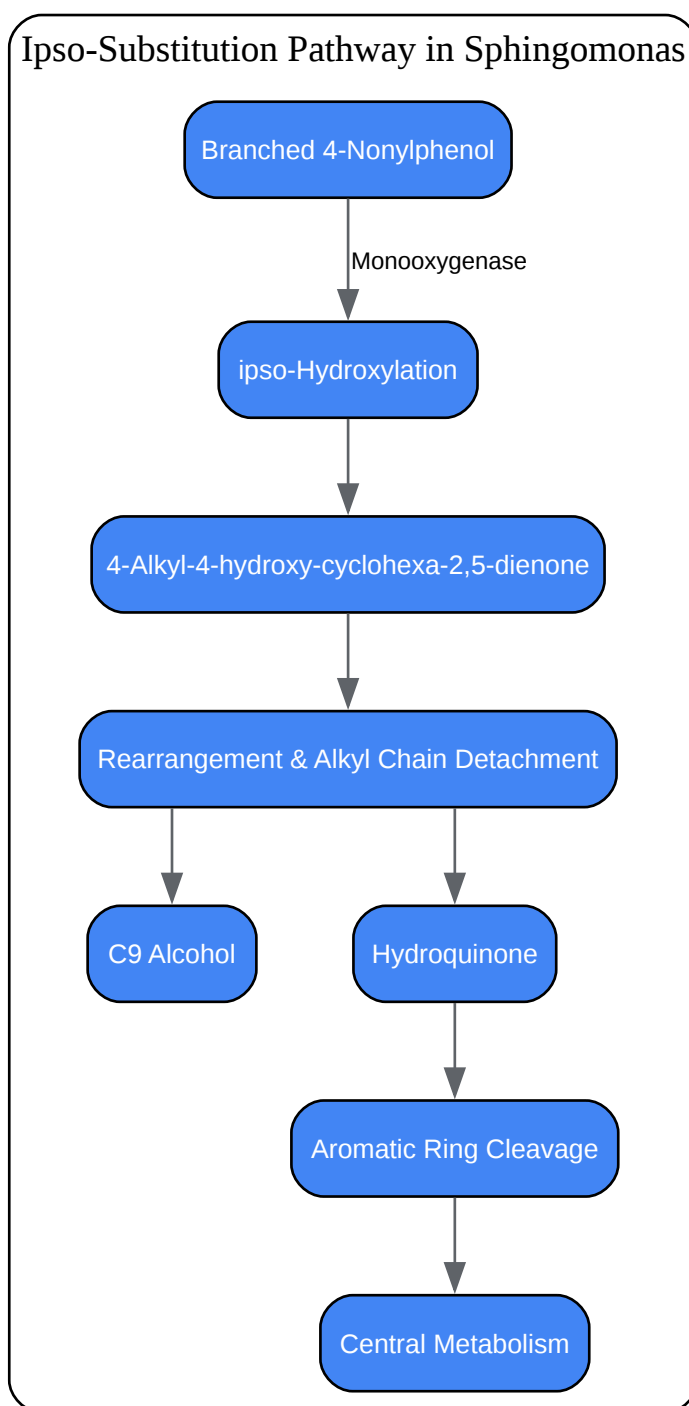 Ipso-Substitution Pathway in Sphingomonas
Branched 4-Nonylphenol
Monooxygenase
ipso-Hydroxylation
4-Alkyl-4-hydroxy-cyclohexa-2,5-dienone
Rearrangement & Alkyl Chain Detachment
C9 Alcohol
Hydroquinone
Aromatic Ring Cleavage
Central Metabolism